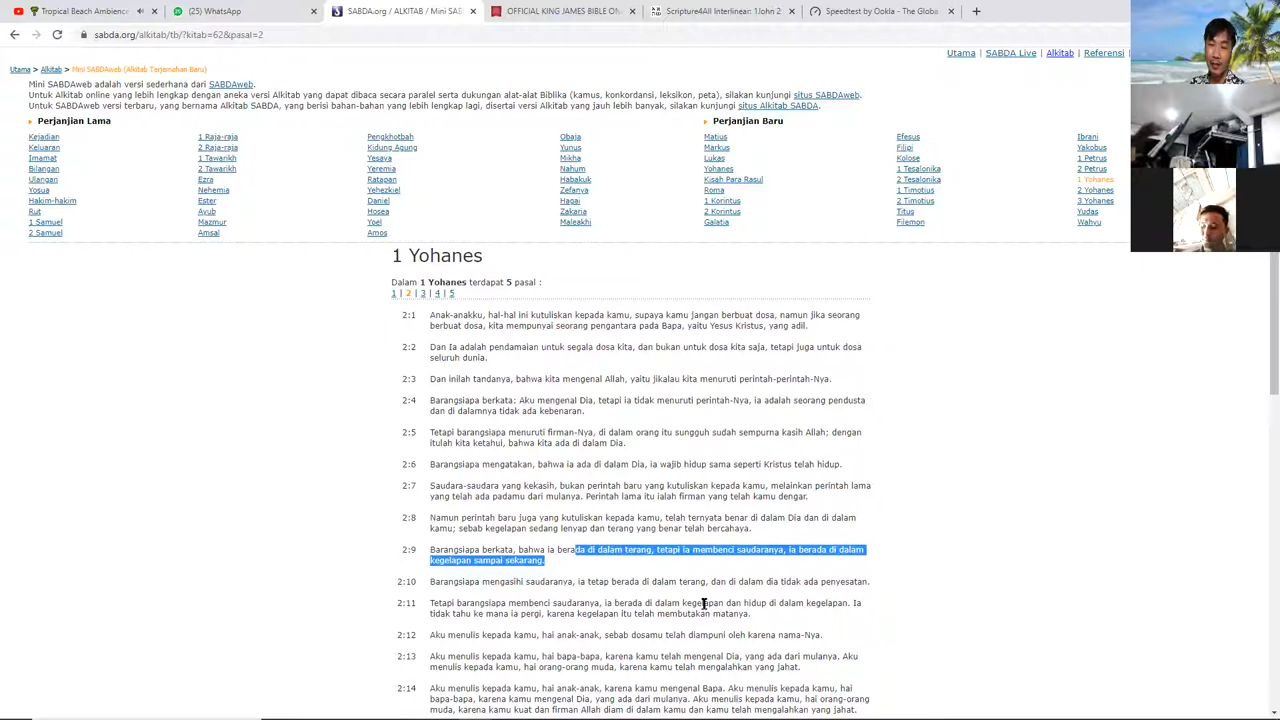 Tropical Beach Ambience
(25) WhatsApp
SABDA.org / ALKITAB / Mini SAB
OFFICIAL KING JAMES BIBLE ON
Scripture4All Interlinear: 1John 2
Speedtest by Ookla - The Globa
sabda.org/alkitab/tb/?kitab=62&pasal=2
Utama | SABDA Live | Alkitab | Referensi
Utama > Alkitab > Mini SABDAweb (Alkitab Terjemahan Baru)
Mini SABDAweb adalah versi sederhana dari SABDAweb.
Untuk Alkitab online yang lebih lengkap dengan aneka versi Alkitab yang dapat dibaca secara paralel serta dukungan alat-alat Biblika (kamus, konkordansi, leksikon, peta), silakan kunjungi situs SABDAweb.
Untuk SABDAweb versi terbaru, yang bernama Alkitab SABDA, yang berisi bahan-bahan yang lebih lengkap lagi, disertai versi Alkitab yang jauh lebih banyak, silakan kunjungi situs Alkitab SABDA.
Perjanjian Lama Perjanjian Baru
Kejadian 1 Raja-raja Pengkhotbah Obaja Matius Efesus Ibrani
Keluaran 2 Raja-raja Kidung Agung Yunus Markus Filipi Yakobus
Imamat 1 Tawarikh Yesaya Mikha Lukas Kolose 1 Petrus
Bilangan 2 Tawarikh Yeremia Nahum Yohanes 1 Tesalonika 2 Petrus
Ulangan Ezra Ratapan Habakuk Kisah Para Rasul 2 Tesalonika 1 Yohanes
Yosua Nehemia Yehezkiel Zefanya Roma 1 Timotius 2 Yohanes
Hakim-hakim Ester Daniel Hagai 1 Korintus 2 Timotius 3 Yohanes
Rut Ayub Hosea Zakaria 2 Korintus Titus Yudas
1 Samuel Mazmur Yoel Maleakhi Galatia Filemon Wahyu
2 Samuel Amsal Amos
1 Yohanes
Dalam 1 Yohanes terdapat 5 pasal :
1 | 2 | 3 | 4 | 5
2:1 Anak-anakku, hal-hal ini kutuliskan kepada kamu, supaya kamu jangan berbuat dosa, namun jika seorang
berbuat dosa, kita mempunyai seorang pengantara pada Bapa, yaitu Yesus Kristus, yang adil.
2:2 Dan Ia adalah pendamaian untuk segala dosa kita, dan bukan untuk dosa kita saja, tetapi juga untuk dosa
seluruh dunia.
2:3 Dan inilah tandanya, bahwa kita mengenal Allah, yaitu jikalau kita menuruti perintah-perintah-Nya.
2:4 Barangsiapa berkata: Aku mengenal Dia, tetapi ia tidak menuruti perintah-Nya, ia adalah seorang pendusta
dan di dalamnya tidak ada kebenaran.
2:5 Tetapi barangsiapa menuruti firman-Nya, di dalam orang itu sungguh sudah sempurna kasih Allah; dengan
itulah kita ketahui, bahwa kita ada di dalam Dia.
2:6 Barangsiapa mengatakan, bahwa ia ada di dalam Dia, ia wajib hidup sama seperti Kristus telah hidup.
2:7 Saudara-saudara yang kekasih, bukan perintah baru yang kutuliskan kepada kamu, melainkan perintah lama
yang telah ada padamu dari mulanya. Perintah lama itu ialah firman yang telah kamu dengar.
2:8 Namun perintah baru juga yang kutuliskan kepada kamu, telah ternyata benar di dalam Dia dan di dalam
kamu; sebab kegelapan sedang lenyap dan terang yang benar telah bercahaya.
2:9 Barangsiapa berkata, bahwa ia berada di dalam terang, tetapi ia membenci saudaranya, ia berada di dalam
kegelapan sampai sekarang.
2:10 Barangsiapa mengasihi saudaranya, ia tetap berada di dalam terang, dan di dalam dia tidak ada penyesatan.
2:11 Tetapi barangsiapa membenci saudaranya, ia berada di dalam kegelapan dan hidup di dalam kegelapan. Ia
tidak tahu ke mana ia pergi, karena kegelapan itu telah membutakan matanya.
2:12 Aku menulis kepada kamu, hai anak-anak, sebab dosamu telah diampuni oleh karena nama-Nya.
2:13 Aku menulis kepada kamu, hai bapa-bapa, karena kamu telah mengenal Dia, yang ada dari mulanya. Aku
menulis kepada kamu, hai orang-orang muda, karena kamu telah mengalahkan yang jahat.
2:14 Aku menulis kepada kamu, hai anak-anak, karena kamu mengenal Bapa. Aku menulis kepada kamu, hai
bapa-bapa, karena kamu mengenal Dia, yang ada dari mulanya. Aku menulis kepada kamu, hai orang-orang
muda, karena kamu kuat dan firman Allah diam di dalam kamu dan kamu telah mengalahkan yang jahat.